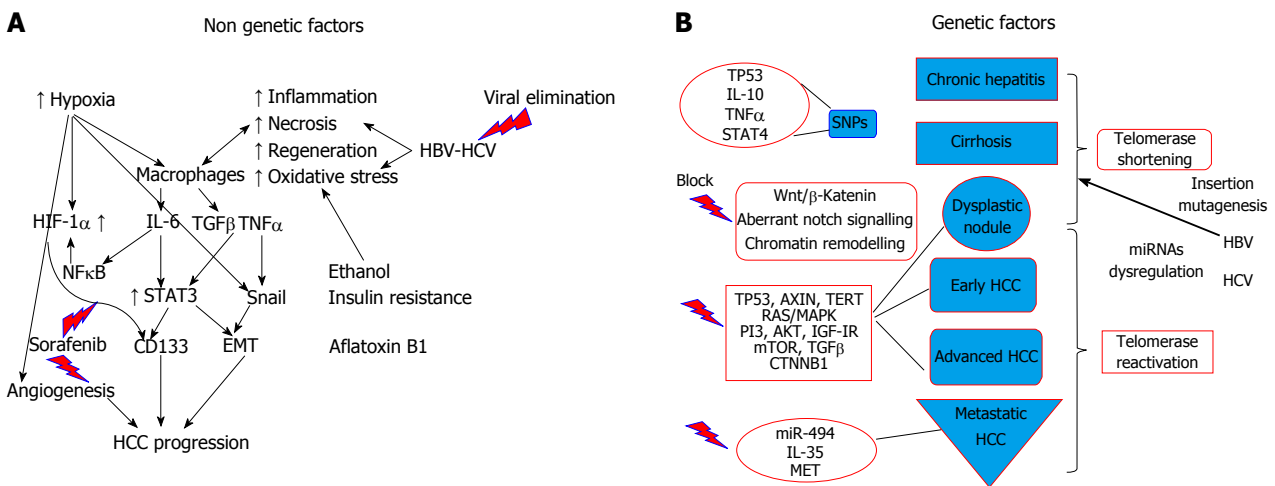 A
Non genetic factors
↑ Hypoxia
↑ Inflammation
↑ Necrosis
↑ Regeneration
↑ Oxidative stress
Viral elimination
HBV-HCV
Macrophages
HIF-1α ↑
IL-6
TGFβ
TNFα
NFκB
↑ STAT3
Snail
Ethanol
Insulin resistance
Aflatoxin B1
Sorafenib
CD133
EMT
Angiogenesis
HCC progression
B
Genetic factors
TP53
IL-10
TNFα
STAT4
SNPs
Chronic hepatitis
Cirrhosis
Telomerase
shortening
Block
Wnt/β-Katenin
Aberrant notch signalling
Chromatin remodelling
Dysplastic
nodule
Insertion
mutagenesis
HBV
HCV
miRNAs
dysregulation
TP53, AXIN, TERT
RAS/MAPK
PI3, AKT, IGF-IR
mTOR, TGFβ
CTNNB1
Early HCC
Advanced HCC
Telomerase
reactivation
miR-494
IL-35
MET
Metastatic
HCC